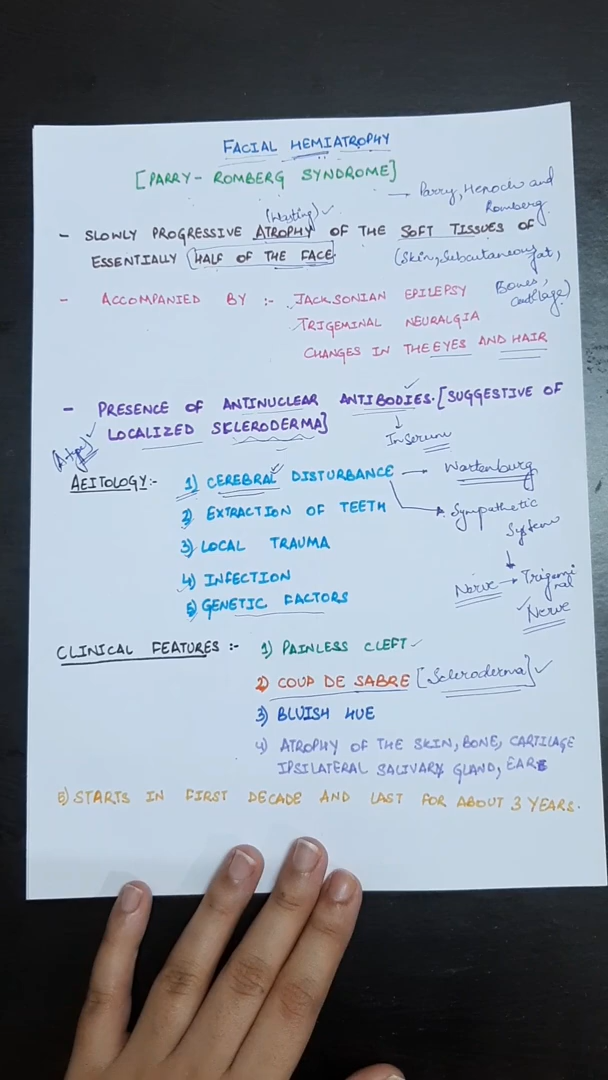 FACIAL HEMIATROPHY
[PARRY-ROMBERG SYNDROME]
— Parry, Henoch and
Romberg.
(Wasting)
- SLOWLY PROGRESSIVE ATROPHY OF THE SOFT TISSUES OF
ESSENTIALLY (HALF OF THE FACE.
(Skin, Subcutaneous fat,
Bones,
cartilage)
- ACCOMPANIED BY :- JACKSONIAN EPILEPSY
TRIGEMINAL NEURALGIA
CHANGES IN THE EYES AND HAIR
- PRESENCE OF ANTINUCLEAR ANTIBODIES. [SUGGESTIVE OF
LOCALIZED SCLERODERMA]
↓
In Serum
AEITOLOGY:- 1) CEREBRAL DISTURBANCE → Wartenburg
2) EXTRACTION OF TEETH
Sympathetic
System
3) LOCAL TRAUMA
↓
4) INFECTION
Nerve → Trigemi
nal
Nerve
5) GENETIC FACTORS
CLINICAL FEATURES :- 1) PAINLESS CLEFT
2) COUP DE SABRE [Scleroderma]
3) BLUISH HUE
4) ATROPHY OF THE SKIN, BONE, CARTILAGE
IPSILATERAL SALIVARY GLAND, EAR
5) STARTS IN FIRST DECADE AND LAST FOR ABOUT 3 YEARS.